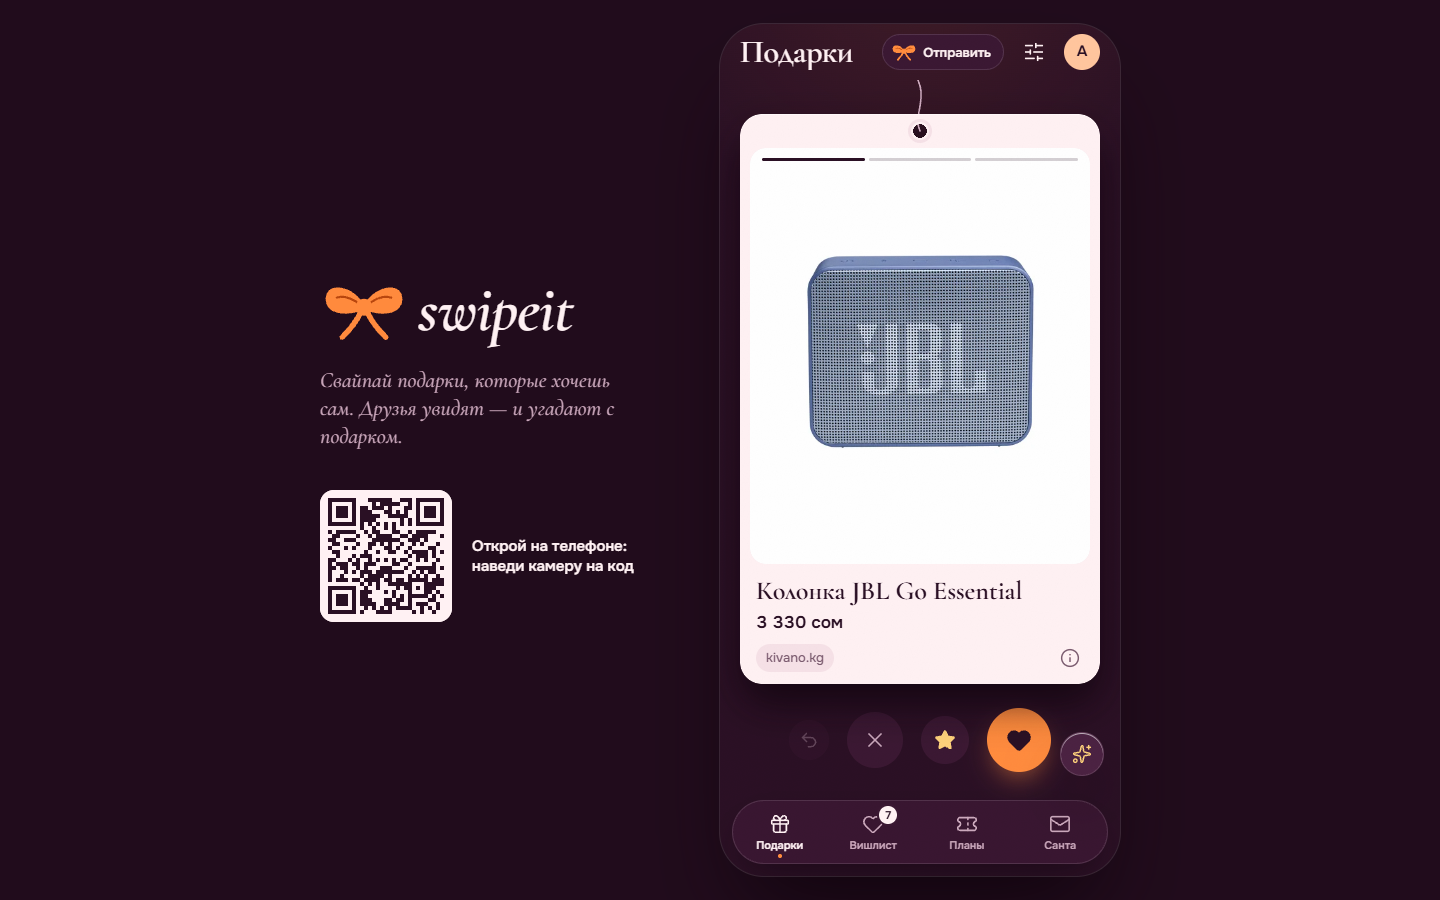 swipeit
Свайпай подарки, которые хочешь
сам. Друзья увидят — и угадают с
подарком.
Открой на телефоне:
наведи камеру на код
Подарки
Отправить
A
JBL
Колонка JBL Go Essential
3 330 сом
kivano.kg
Подарки
7
Вишлист
Планы
Санта